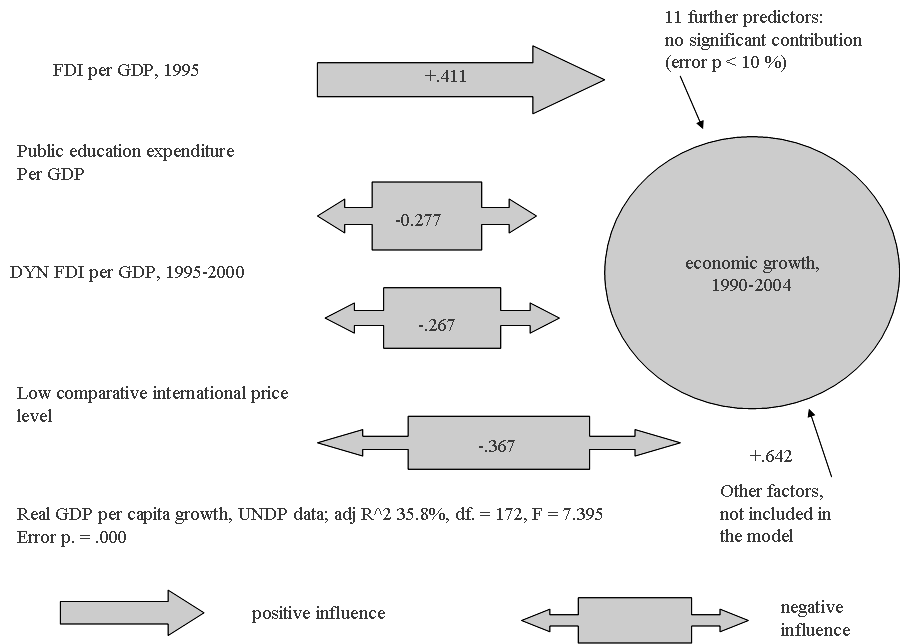 11 further predictors:
no significant contribution
(error p < 10 %)
FDI per GDP, 1995
+.411
Public education expenditure
Per GDP
-0.277
DYN FDI per GDP, 1995-2000
-.267
economic growth,
1990-2004
Low comparative international price
level
-.367
+.642
Other factors,
not included in
the model
Real GDP per capita growth, UNDP data; adj R^2 35.8%, df. = 172, F = 7.395
Error p. = .000
positive influence
negative
influence